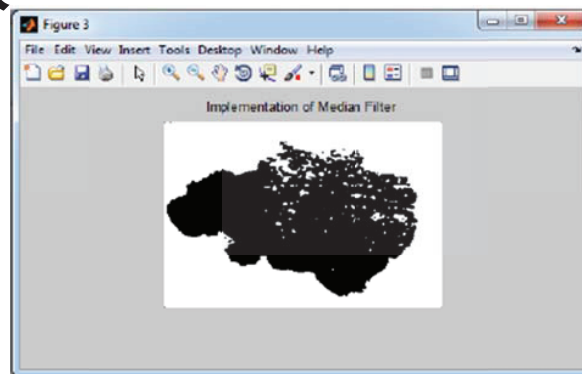 Figure 3
File Edit View Insert Tools Desktop Window Help
Implementation of Median Filter